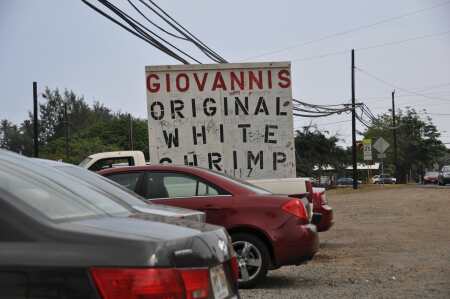 GIOVANNIS
ORIGINAL
WHITE
SHRIMP